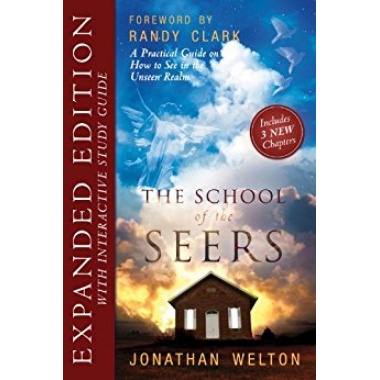 EXPANDED EDITION
WITH INTERACTIVE STUDY GUIDE
FOREWORD BY
RANDY CLARK
A Practical Guide on
How to See in the
Unseen Realm
Includes
3 NEW
Chapters
THE SCHOOL
of the
SEERS
JONATHAN WELTON